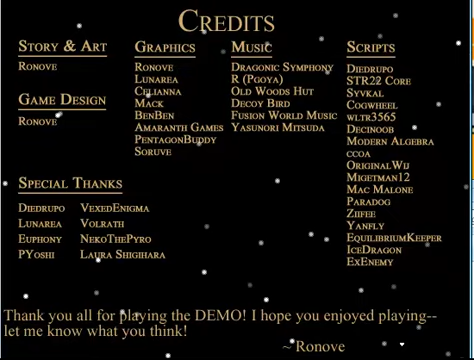 CREDITS
STORY & ART
RONOVE
GAME DESIGN
RONOVE
GRAPHICS
RONOVE
LUNAREA
CELIANNA
MACK
BENBEN
AMARANTH GAMES
PENTAGONBUDDY
SORUVE
MUSIC
DRAGONIC SYMPHONY
R (PGOYA)
OLD WOODS HUT
DECOY BIRD
FUSION WORLD MUSIC
YASUNORI MITSUDA
SCRIPTS
DIEDRUPO
STR22 CORE
SYVKAL
COGWHEEL
WLTR3565
DECINOOB
MODERN ALGEBRA
CCOA
ORIGINALWIJ
MIGETMAN12
MAC MALONE
PARADOG
ZIIFEE
YANFLY
EQUILIBRIUMKEEPER
ICEDRAGON
EXENEMY
SPECIAL THANKS
DIEDRUPO VEXEDENIGMA
LUNAREA VOLRATH
EUPHONY NEKOTHEPYRO
PYOSHI LAURA SHIGIHARA
Thank you all for playing the DEMO! I hope you enjoyed playing--
let me know what you think!
~ Ronove